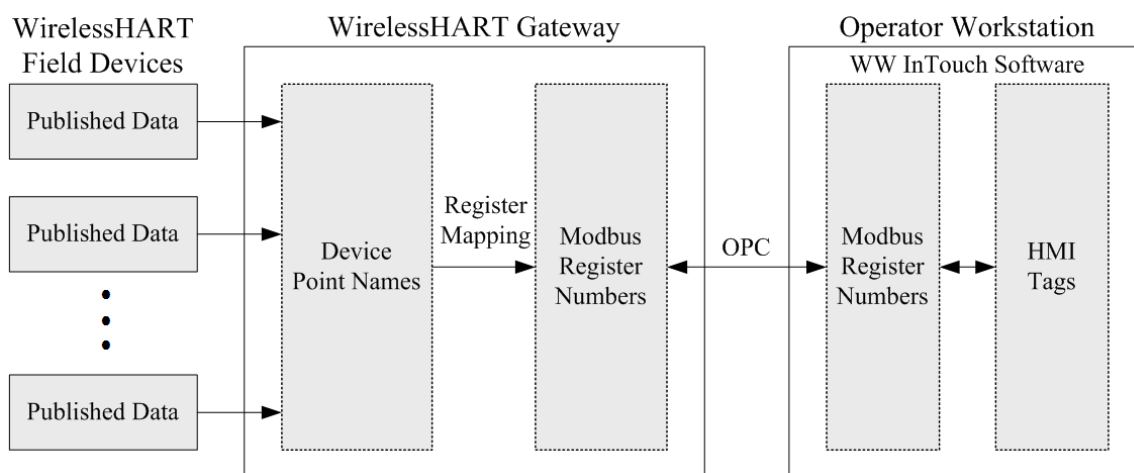 WirelessHART
Field Devices
WirelessHART Gateway
Operator Workstation
WW InTouch Software
Published Data
Published Data
Published Data
Device
Point Names
Register
Mapping
Modbus
Register
Numbers
OPC
Modbus
Register
Numbers
HMI
Tags